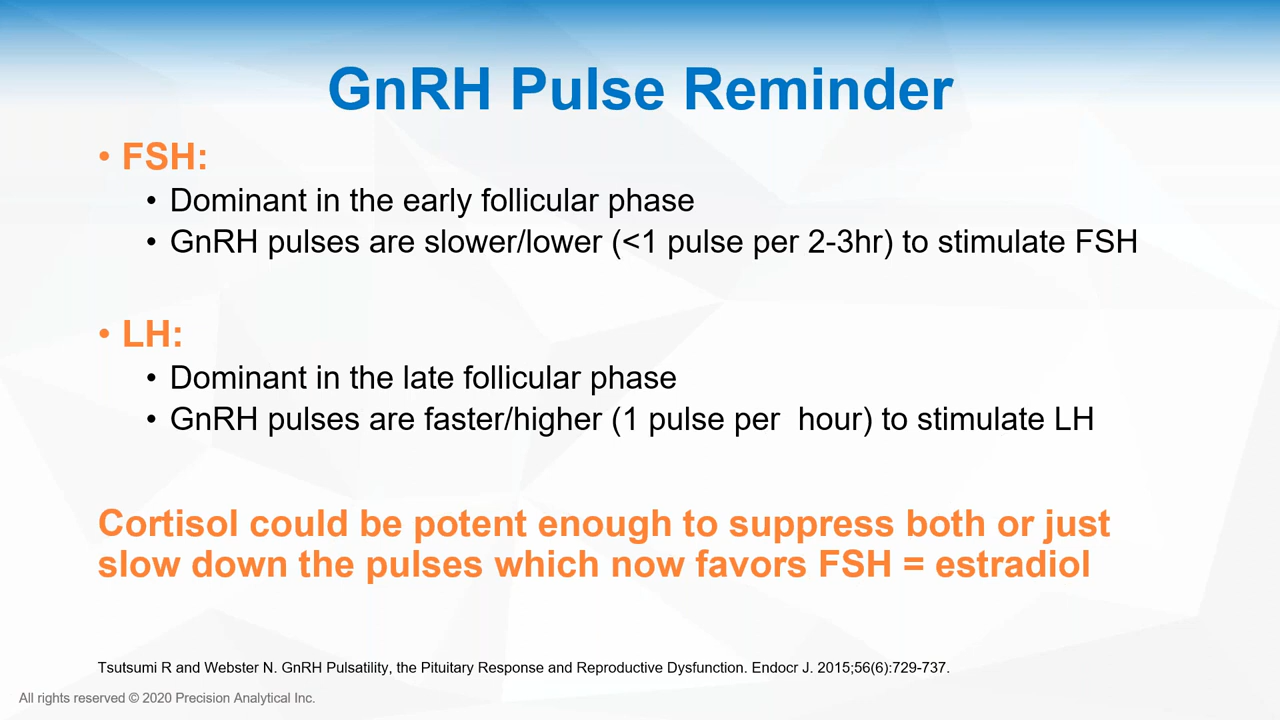 GnRH Pulse Reminder
• FSH:
• Dominant in the early follicular phase
• GnRH pulses are slower/lower (<1 pulse per 2-3hr) to stimulate FSH
• LH:
• Dominant in the late follicular phase
• GnRH pulses are faster/higher (1 pulse per  hour) to stimulate LH
Cortisol could be potent enough to suppress both or just
slow down the pulses which now favors FSH = estradiol
Tsutsumi R and Webster N. GnRH Pulsatility, the Pituitary Response and Reproductive Dysfunction. Endocr J. 2015;56(6):729-737.
All rights reserved © 2020 Precision Analytical Inc.